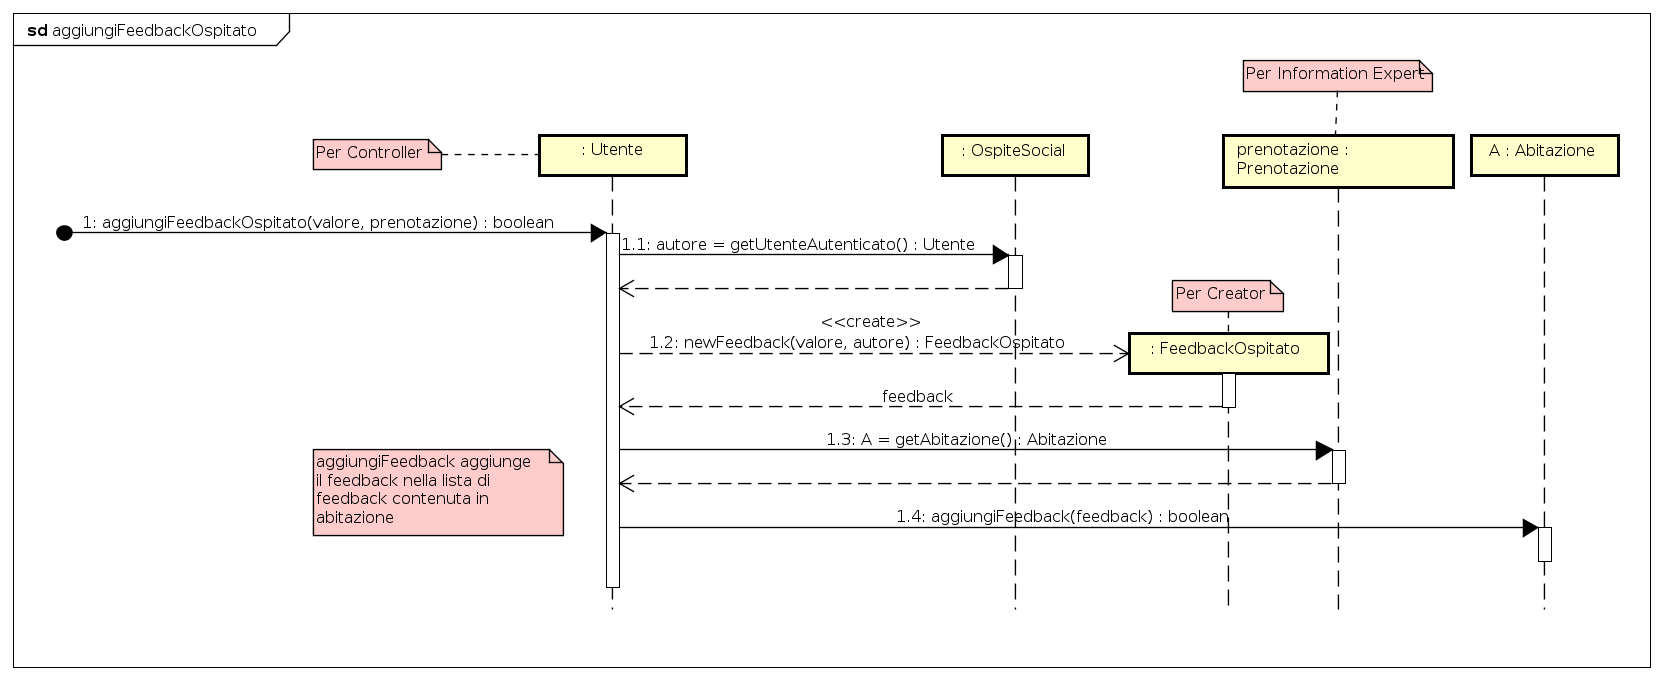 sd aggiungiFeedbackOspitato
Per Information Expert
Per Controller
: Utente
: OspiteSocial
prenotazione :
Prenotazione
A : Abitazione
1: aggiungiFeedbackOspitato(valore, prenotazione) : boolean
1.1: autore = getUtenteAutenticato() : Utente
Per Creator
<<create>>
1.2: newFeedback(valore, autore) : FeedbackOspitato
: FeedbackOspitato
feedback
1.3: A = getAbitazione() : Abitazione
aggiungiFeedback aggiunge
il feedback nella lista di
feedback contenuta in
abitazione
1.4: aggiungiFeedback(feedback) : boolean